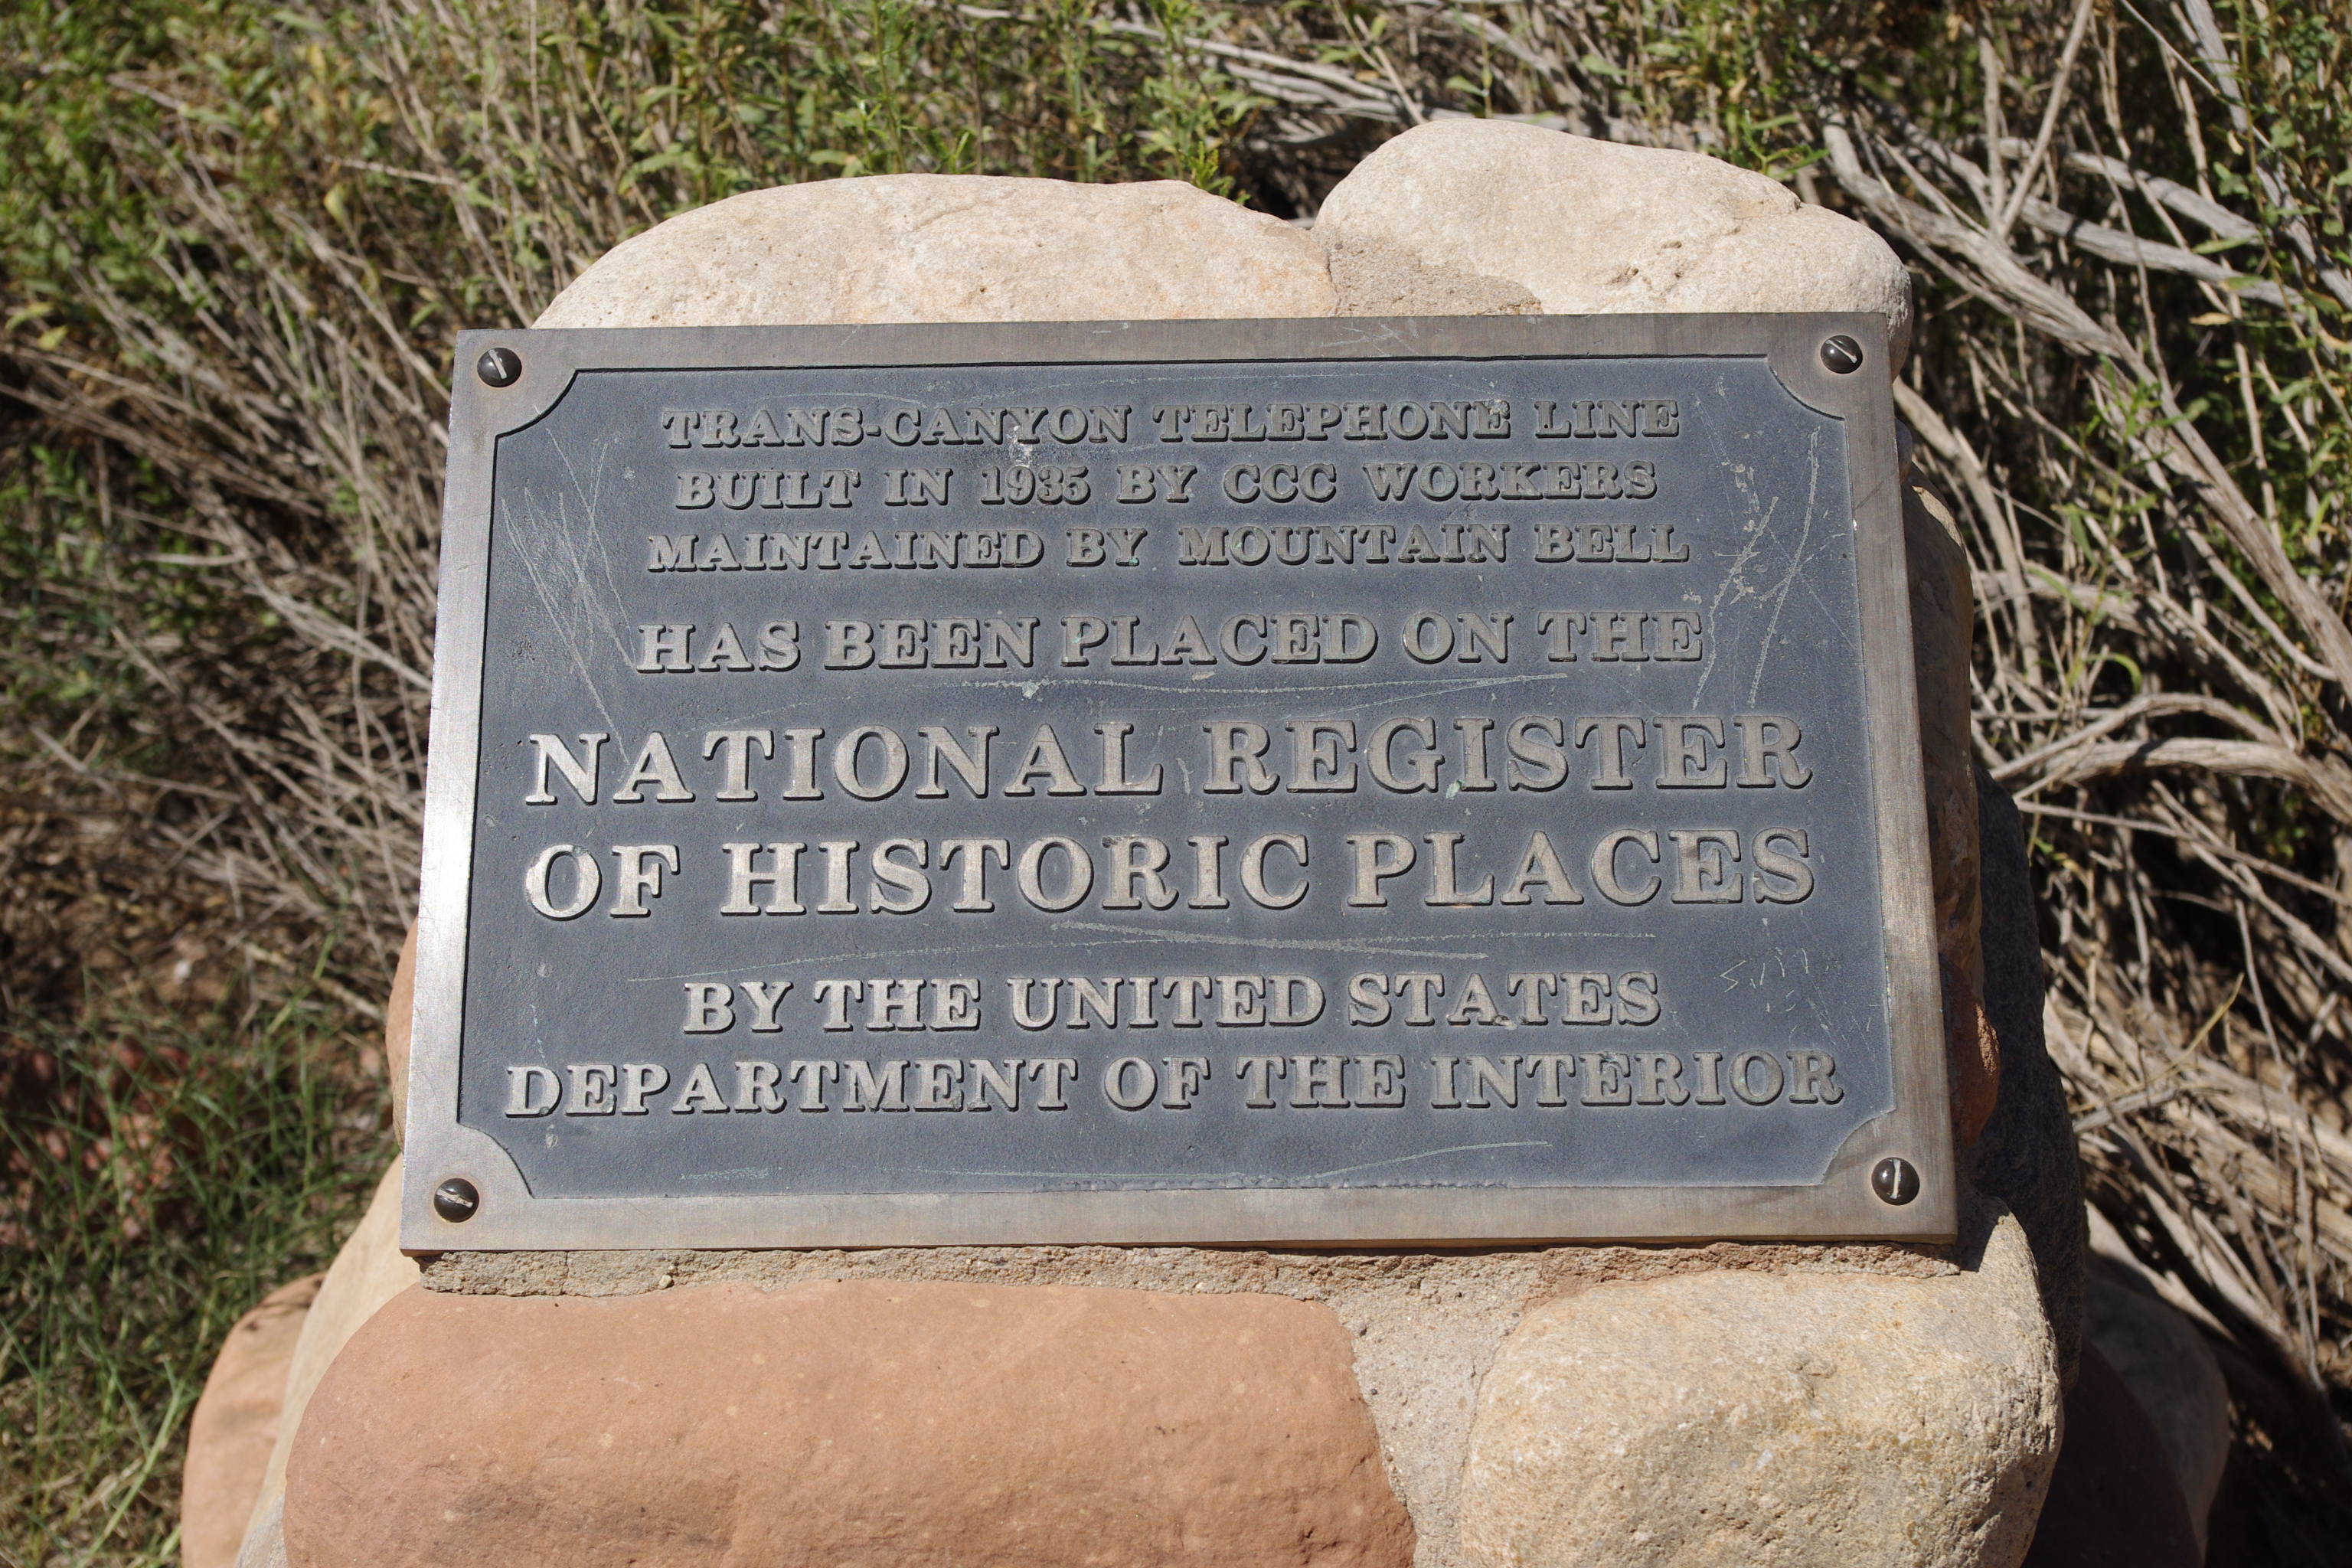 TRANS-CANYON TELEPHONE LINE
BUILT IN 1935 BY CCC WORKERS
MAINTAINED BY MOUNTAIN BELL
HAS BEEN PLACED ON THE
NATIONAL REGISTER
OF HISTORIC PLACES
BY THE UNITED STATES
DEPARTMENT OF THE INTERIOR